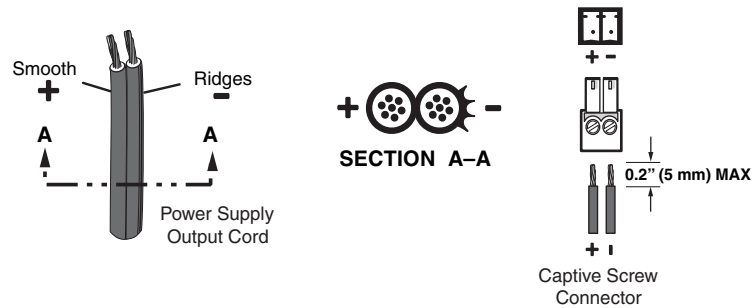 Smooth
+
Ridges
-
A
A
Power Supply
Output Cord
+
-
SECTION A–A
+ -
0.2” (5 mm) MAX
+ -
Captive Screw
Connector